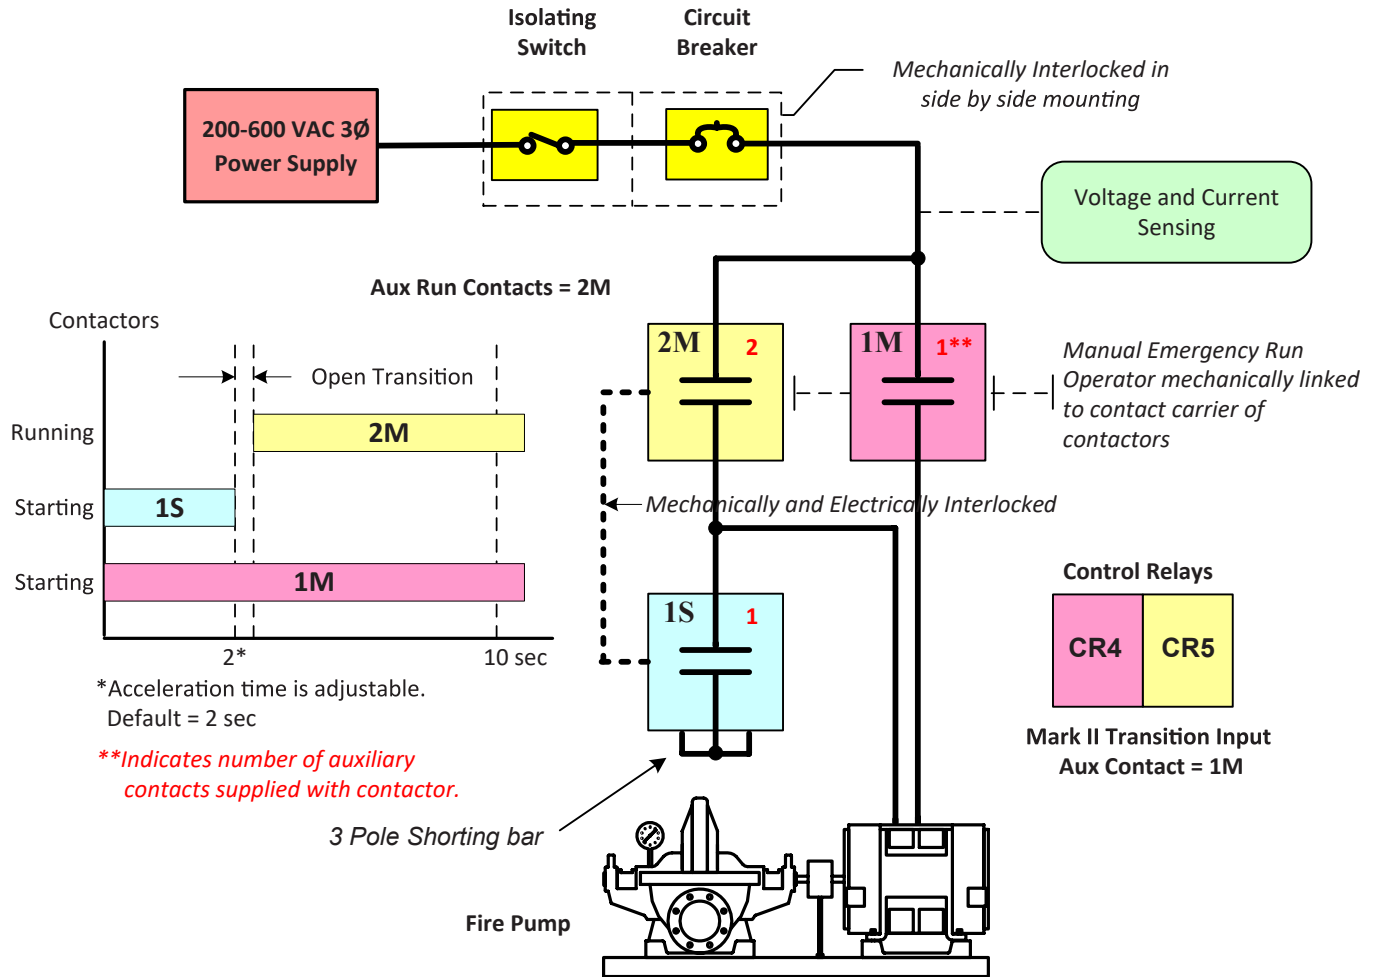 Isolating
Switch
Circuit
Breaker
Mechanically Interlocked in
side by side mounting
200-600 VAC 3Ø
Power Supply
Voltage and Current
Sensing
Aux Run Contacts = 2M
Contactors
Open Transition
Running
2M
Starting
1S
Starting
1M
2*
10 sec
*Acceleration time is adjustable.
Default = 2 sec
**Indicates number of auxiliary
contacts supplied with contactor.
2M
2
1M
1**
Manual Emergency Run
Operator mechanically linked
to contact carrier of
contactors
Mechanically and Electrically Interlocked
1S
1
Control Relays
CR4
CR5
Mark II Transition Input
Aux Contact = 1M
3 Pole Shorting bar
Fire Pump